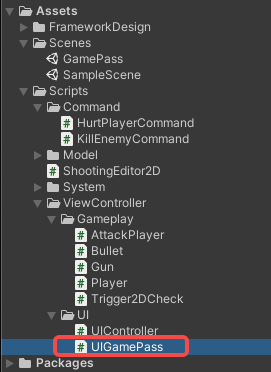 Assets
FrameworkDesign
Scenes
GamePass
SampleScene
Scripts
Command
HurtPlayerCommand
KillEnemyCommand
Model
ShootingEditor2D
System
ViewController
Gameplay
AttackPlayer
Bullet
Gun
Player
Trigger2DCheck
UI
UIController
UIGamePass
Packages